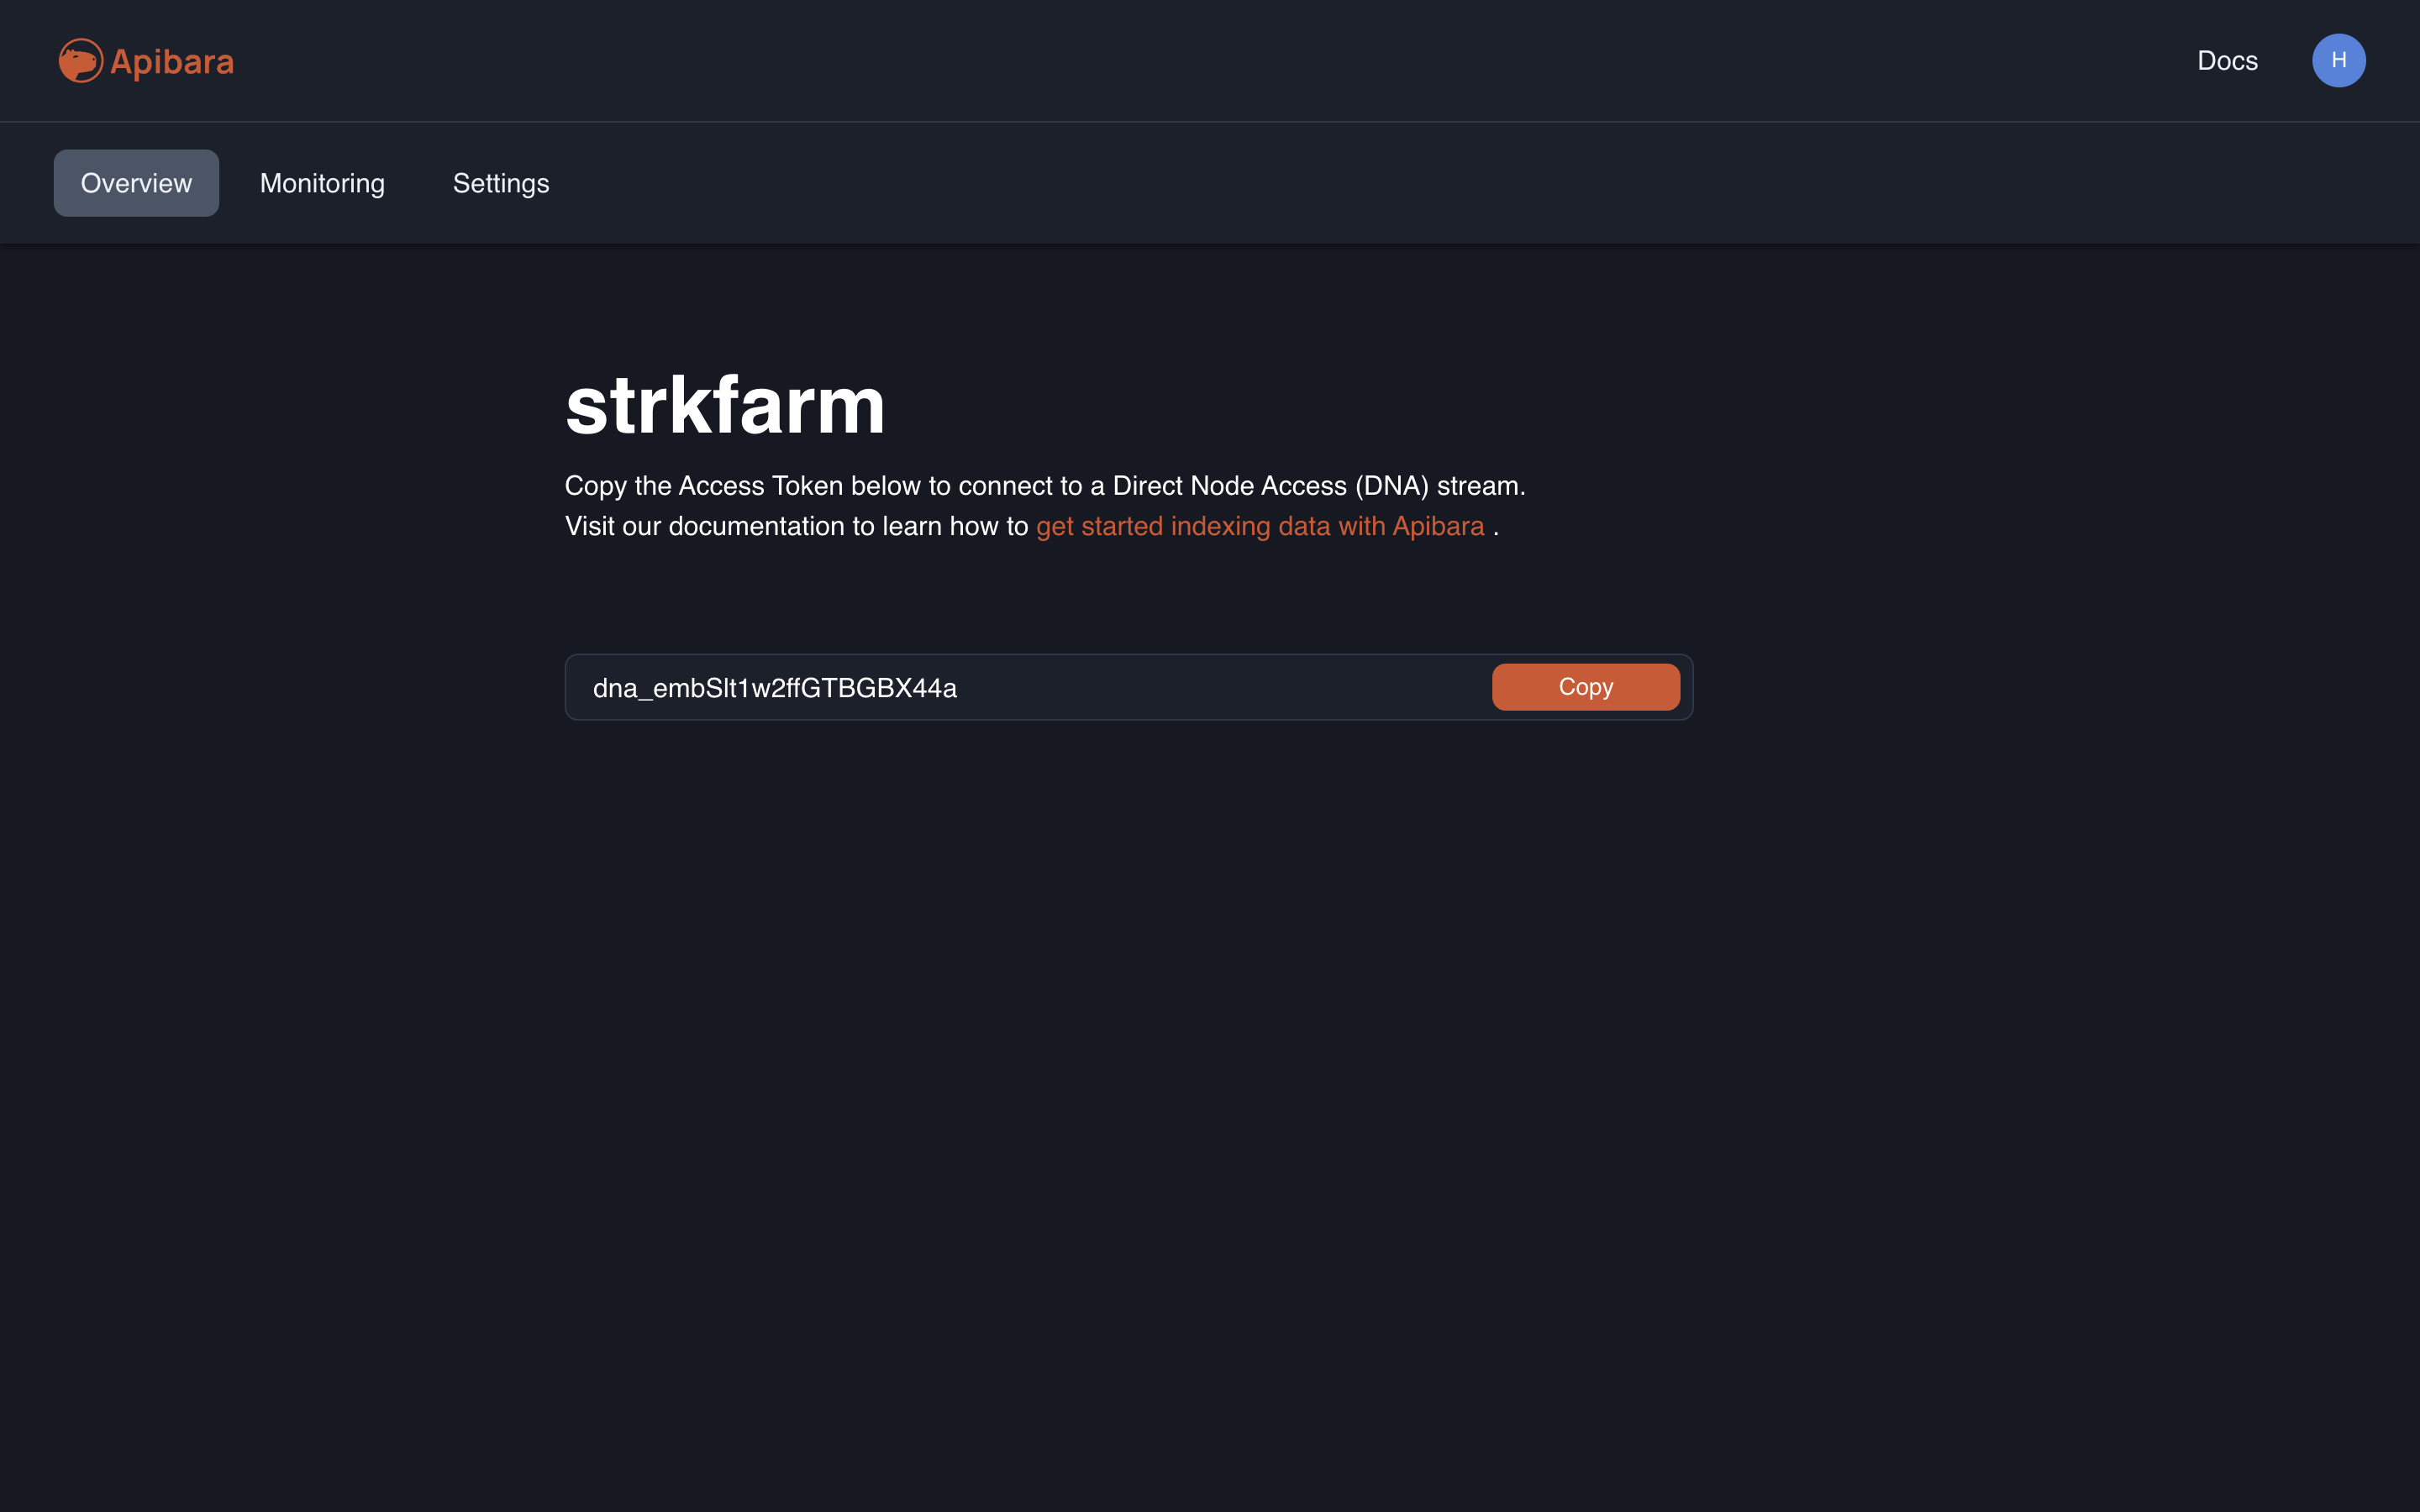 Apibara
Docs
H
Overview
Monitoring
Settings
strkfarm
Copy the Access Token below to connect to a Direct Node Access (DNA) stream.
Visit our documentation to learn how to get started indexing data with Apibara .
dna_embSlt1w2ffGTBGBX44a
Copy